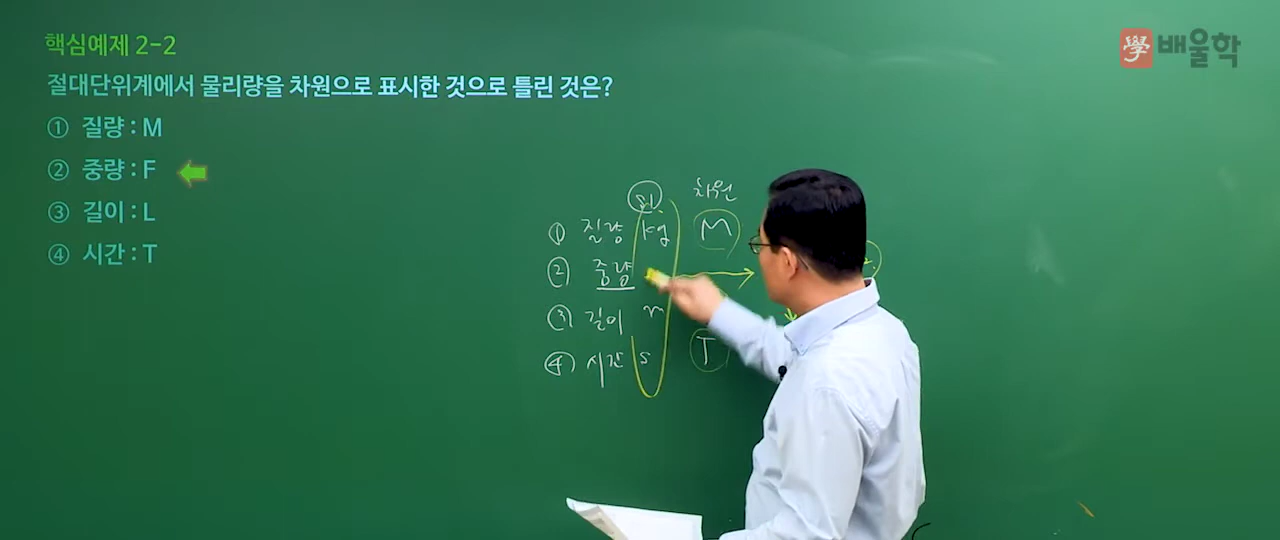 핵심예제 2-2
學 배울학
절대단위계에서 물리량을 차원으로 표시한 것으로 틀린 것은?
① 질량 : M
② 중량 : F
③ 길이 : L
④ 시간 : T
차원
① 질량 kg M
② 중량
③ 길이 m
④ 시간 s T